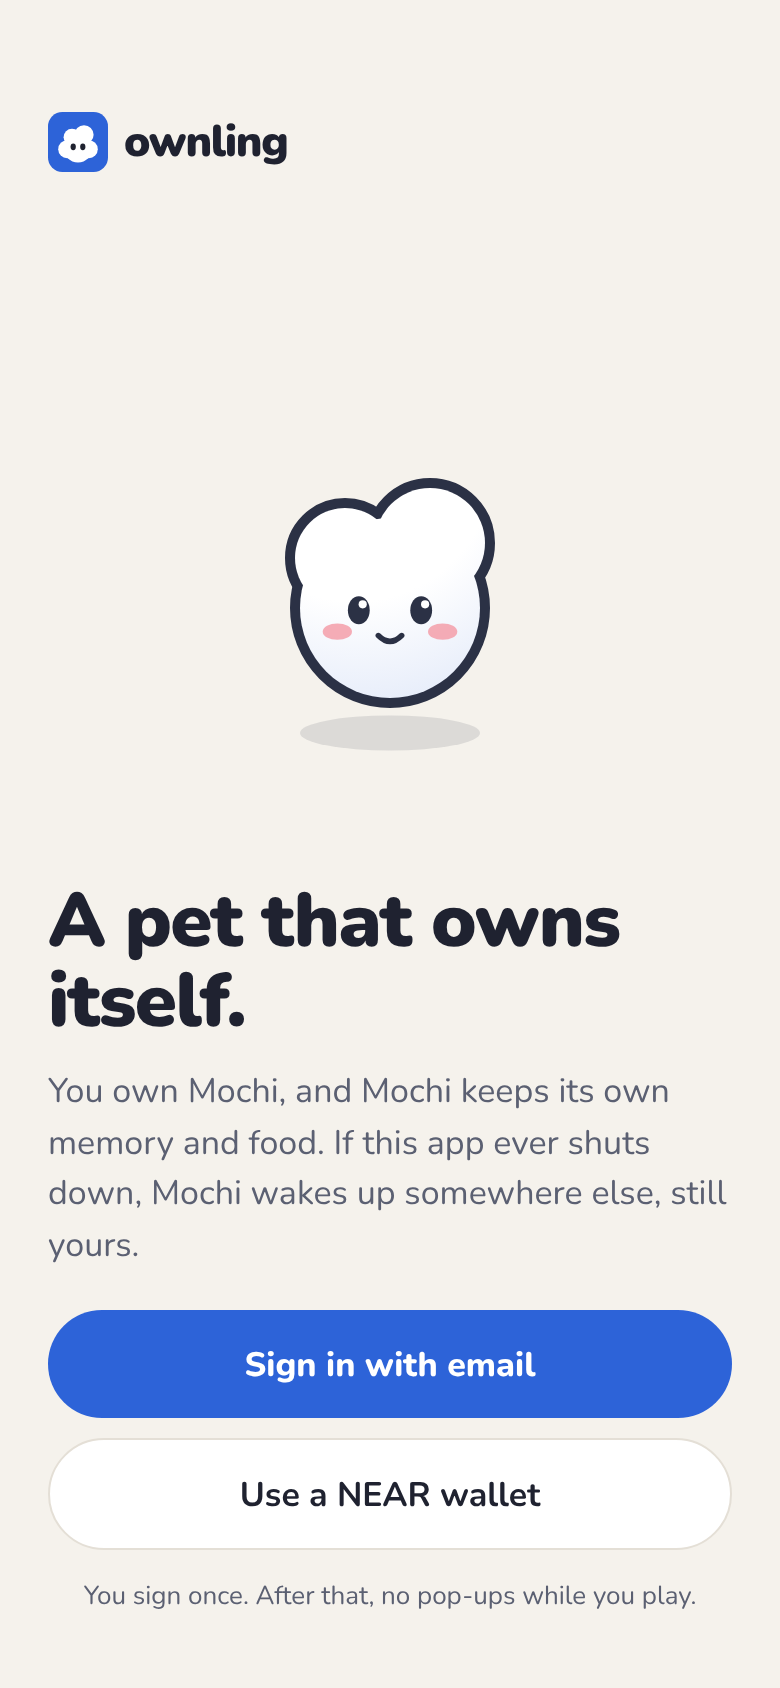 ownling
A pet that owns
itself.
You own Mochi, and Mochi keeps its own
memory and food. If this app ever shuts
down, Mochi wakes up somewhere else, still
yours.
Sign in with email
Use a NEAR wallet
You sign once. After that, no pop-ups while you play.